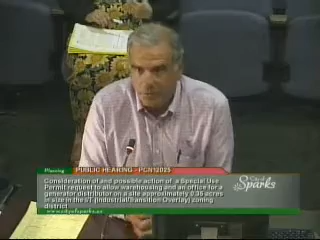 Planning
PUBLIC HEARING - PCN12025
Consideration of and possible action of a Special Use
Permit request to allow warehousing and an office for a
generator distributor on a site approximately 0.35 acres
in size in the I/T (Industrial/Transition Overlay) zoning
district
City of
Sparks
www.cityofsparks.us